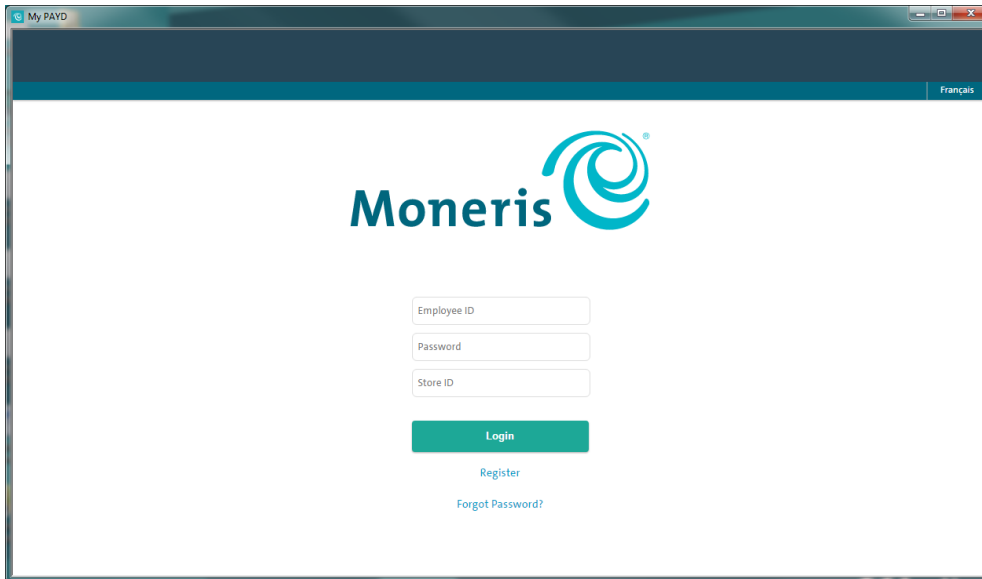 My PAYD
Français
Moneris®
Employee ID
Password
Store ID
Login
Register
Forgot Password?